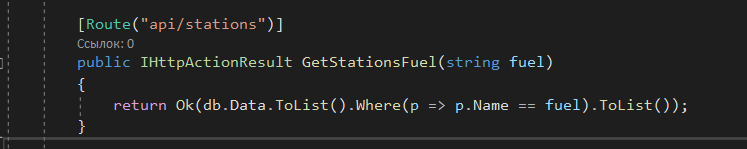 [Route("api/stations")]
Ссылок: 0
public IHttpActionResult GetStationsFuel(string fuel)
{
return Ok(db.Data.ToList().Where(p => p.Name == fuel).ToList());
}